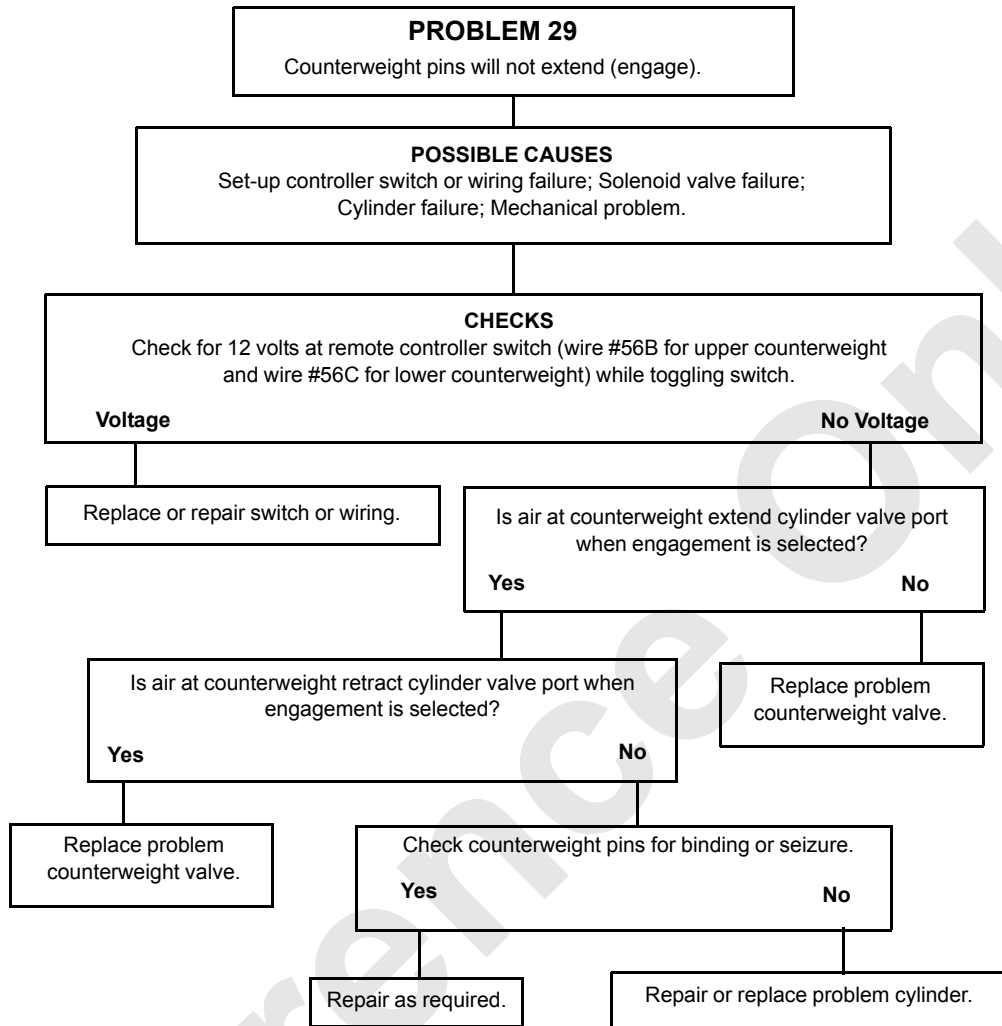 PROBLEM 29
Counterweight pins will not extend (engage).
POSSIBLE CAUSES
Set-up controller switch or wiring failure; Solenoid valve failure;
Cylinder failure; Mechanical problem.
CHECKS
Check for 12 volts at remote controller switch (wire #56B for upper counterweight
and wire #56C for lower counterweight) while toggling switch.
Voltage
No Voltage
Replace or repair switch or wiring.
Is air at counterweight extend cylinder valve port
when engagement is selected?
Yes
No
Is air at counterweight retract cylinder valve port when
engagement is selected?
Yes
No
Replace problem
counterweight valve.
Replace problem
counterweight valve.
Check counterweight pins for binding or seizure.
Yes
No
Repair as required.
Repair or replace problem cylinder.